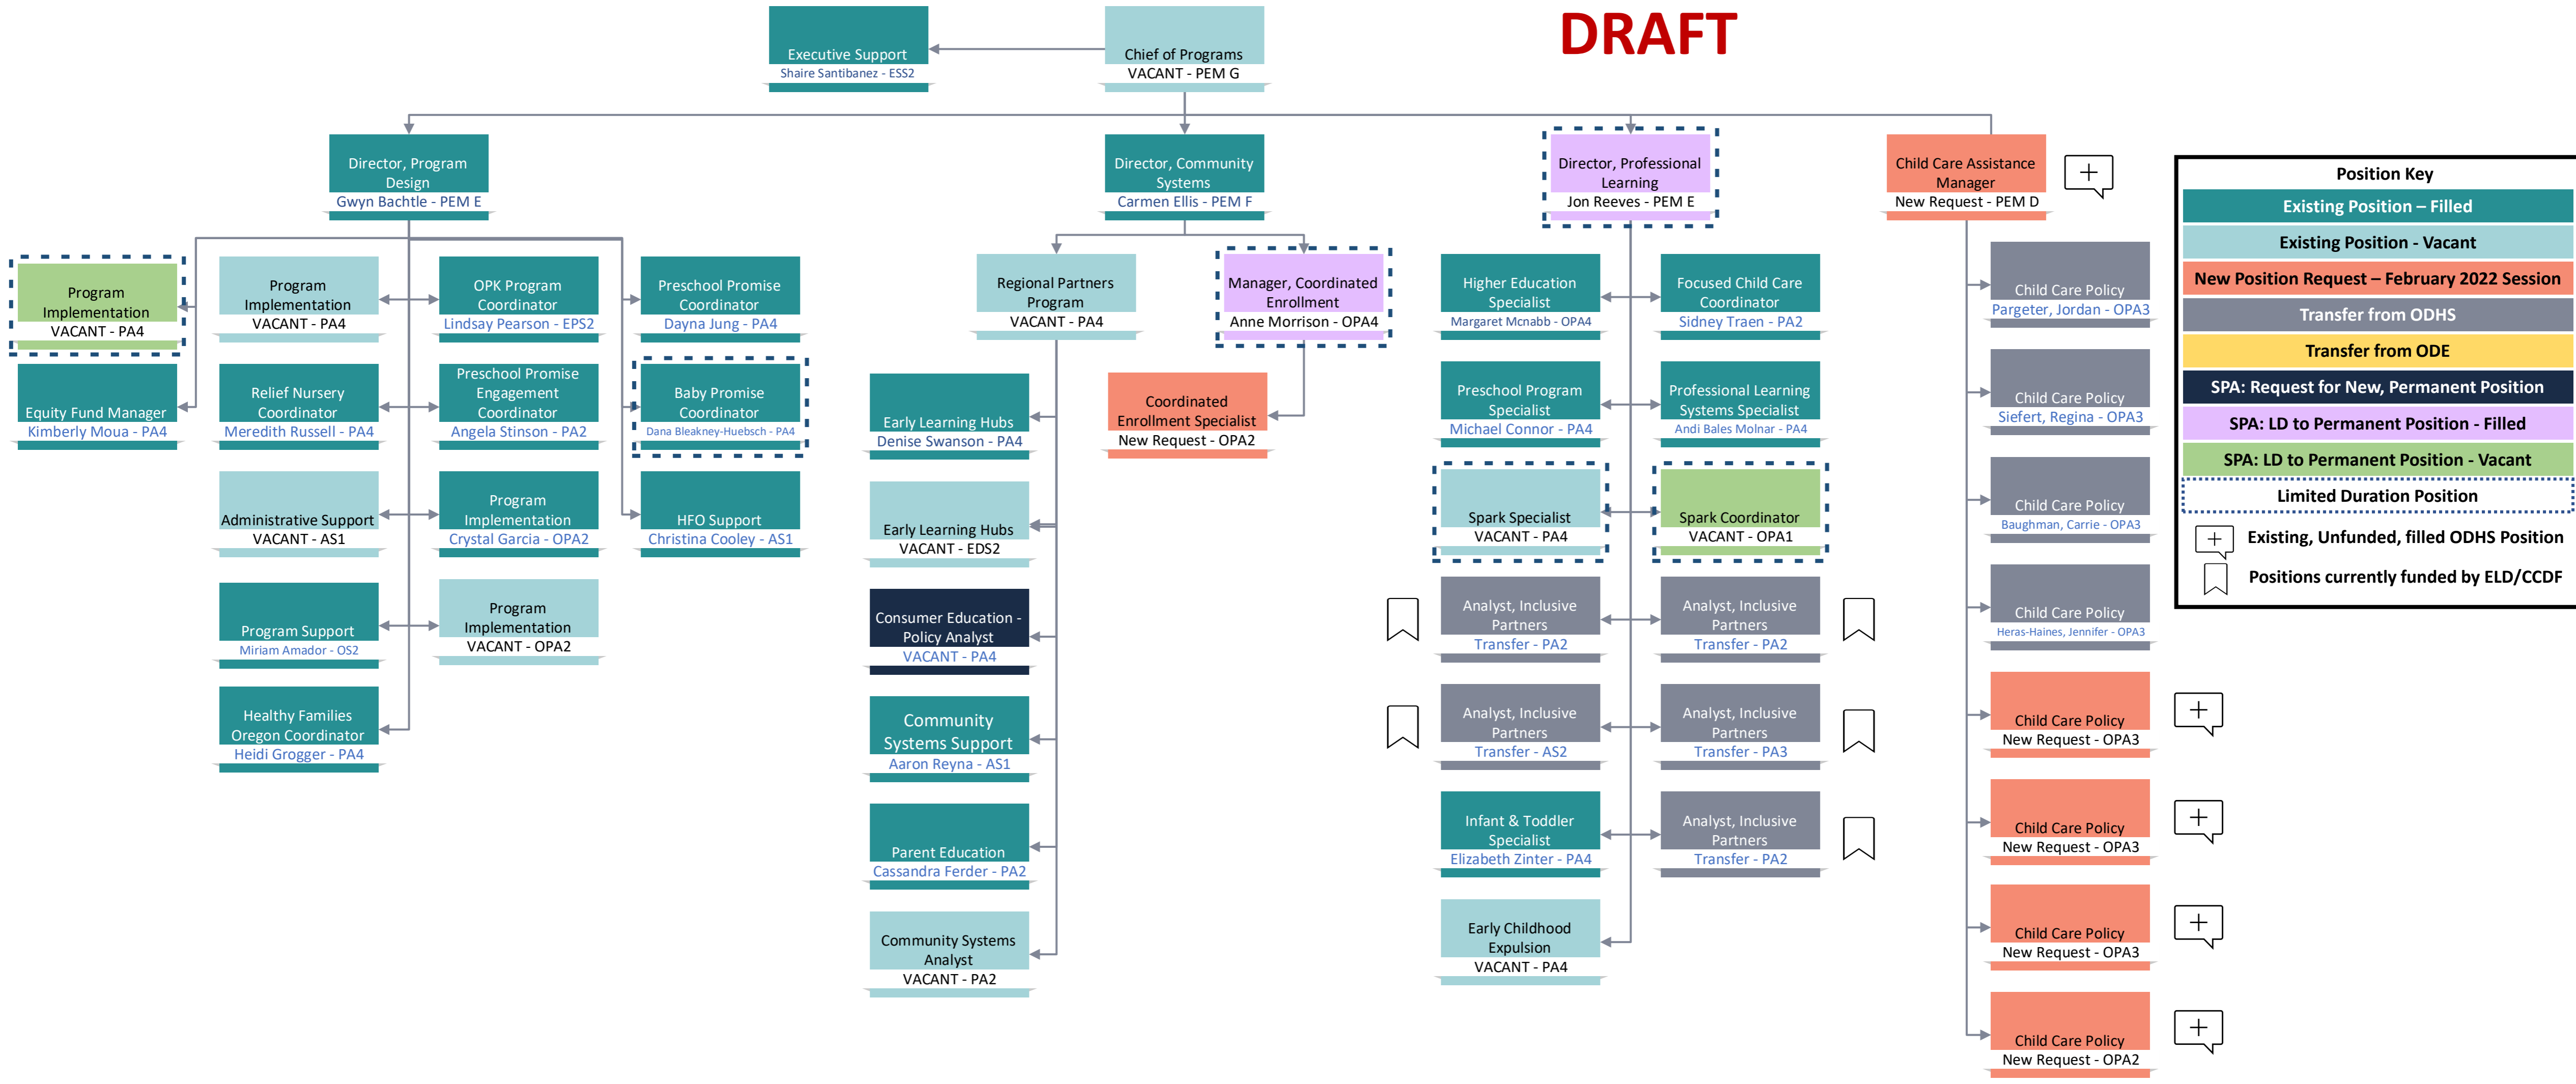 DRAFT
Executive Support
Shaire Santibanez - ESS2
Chief of Programs
VACANT - PEM G
Director, Program
Design
Gwyn Bachtle - PEM E
Director, Community
Systems
Carmen Ellis - PEM F
Director, Professional
Learning
Jon Reeves - PEM E
Child Care Assistance
Manager
New Request - PEM D
Program
Implementation
VACANT - PA4
Program
Implementation
VACANT - PA4
OPK Program
Coordinator
Lindsay Pearson - EPS2
Preschool Promise
Coordinator
Dayna Jung - PA4
Equity Fund Manager
Kimberly Moua - PA4
Relief Nursery
Coordinator
Meredith Russell - PA4
Preschool Promise
Engagement
Coordinator
Angela Stinson - PA2
Baby Promise
Coordinator
Dana Bleakney-Huebsch - PA4
Administrative Support
VACANT - AS1
Program
Implementation
Crystal Garcia - OPA2
HFO Support
Christina Cooley - AS1
Program Support
Miriam Amador - OS2
Program
Implementation
VACANT - OPA2
Healthy Families
Oregon Coordinator
Heidi Grogger - PA4
Regional Partners
Program
VACANT - PA4
Manager, Coordinated
Enrollment
Anne Morrison - OPA4
Early Learning Hubs
Denise Swanson - PA4
Coordinated
Enrollment Specialist
New Request - OPA2
Early Learning Hubs
VACANT - EDS2
Consumer Education -
Policy Analyst
VACANT - PA4
Community
Systems Support
Aaron Reyna - AS1
Parent Education
Cassandra Ferder - PA2
Community Systems
Analyst
VACANT - PA2
Higher Education
Specialist
Margaret Mcnabb - OPA4
Focused Child Care
Coordinator
Sidney Traen - PA2
Preschool Program
Specialist
Michael Connor - PA4
Professional Learning
Systems Specialist
Andi Bales Molnar - PA4
Spark Specialist
VACANT - PA4
Spark Coordinator
VACANT - OPA1
Analyst, Inclusive
Partners
Transfer - PA2
Analyst, Inclusive
Partners
Transfer - PA2
Analyst, Inclusive
Partners
Transfer - AS2
Analyst, Inclusive
Partners
Transfer - PA3
Infant & Toddler
Specialist
Elizabeth Zinter - PA4
Analyst, Inclusive
Partners
Transfer - PA2
Early Childhood
Expulsion
VACANT - PA4
Child Care Policy
Pargeter, Jordan - OPA3
Child Care Policy
Siefert, Regina - OPA3
Child Care Policy
Baughman, Carrie - OPA3
Child Care Policy
Heras-Haines, Jennifer - OPA3
Child Care Policy
New Request - OPA3
Child Care Policy
New Request - OPA3
Child Care Policy
New Request - OPA3
Child Care Policy
New Request - OPA2
Position Key
Existing Position – Filled
Existing Position - Vacant
New Position Request – February 2022 Session
Transfer from ODHS
Transfer from ODE
SPA: Request for New, Permanent Position
SPA: LD to Permanent Position - Filled
SPA: LD to Permanent Position - Vacant
Limited Duration Position
Existing, Unfunded, filled ODHS Position
Positions currently funded by ELD/CCDF